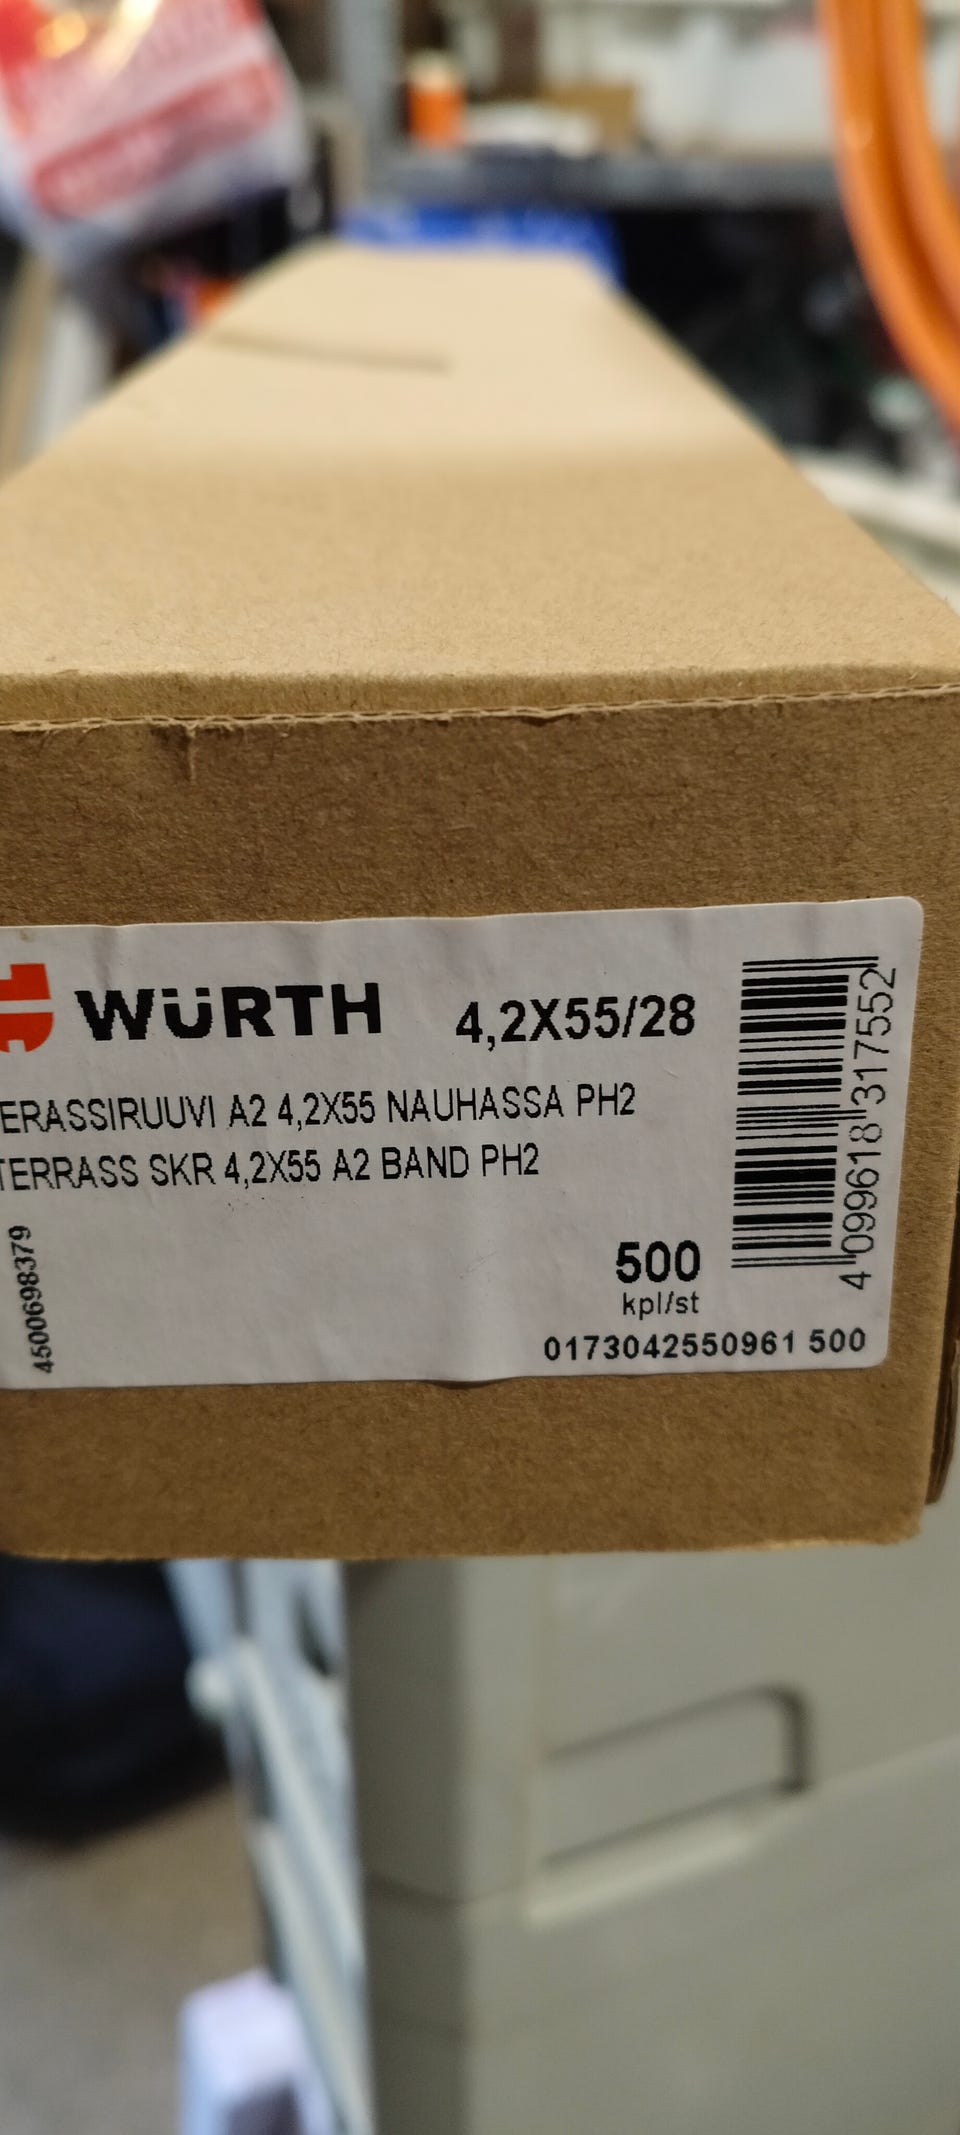 WÜRTH 4,2X55/28
ERASSIRUUVI A2 4,2X55 NAUHASSA PH2
TERRASS SKR 4,2X55 A2 BAND PH2
500
kpl/st
0173042550961 500
4500698379
4 099618 317552